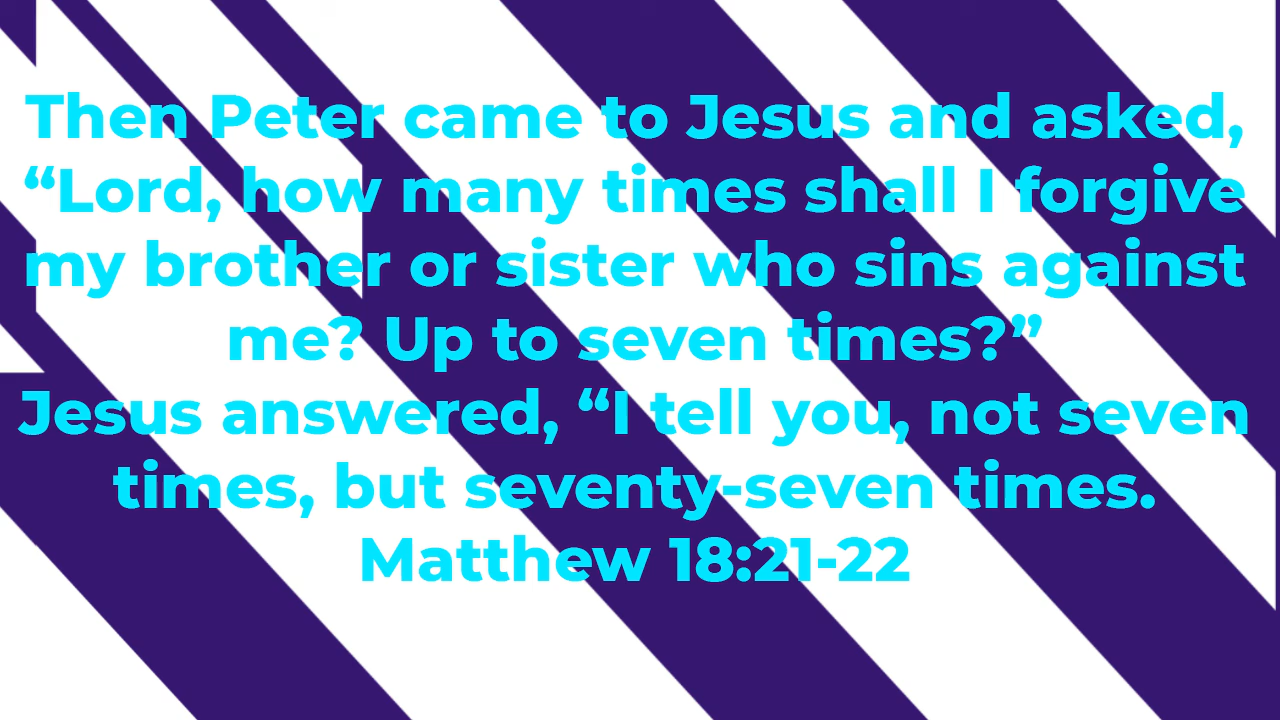 Then Peter came to Jesus and asked,
“Lord, how many times shall I forgive
my brother or sister who sins against
me? Up to seven times?”
Jesus answered, “I tell you, not seven
times, but seventy-seven times.
Matthew 18:21-22